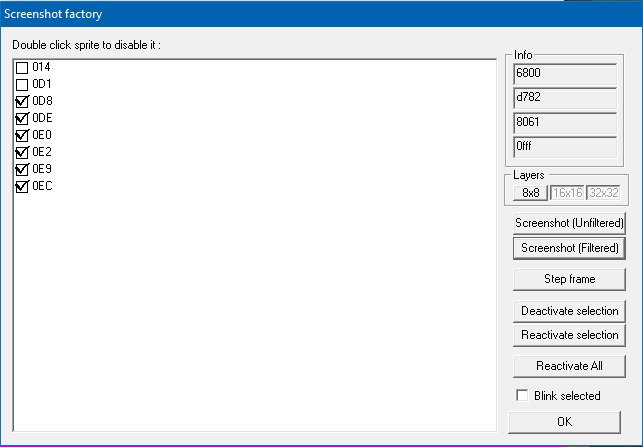 Screenshot factory
Double click sprite to disable it :
014
0D1
0D8
0DE
0E0
0E2
0E9
0EC
Info
6800
d782
8061
0fff
Layers
8x8 16x16 32x32
Screenshot (Unfiltered)
Screenshot (Filtered)
Step frame
Deactivate selection
Reactivate selection
Reactivate All
Blink selected
OK